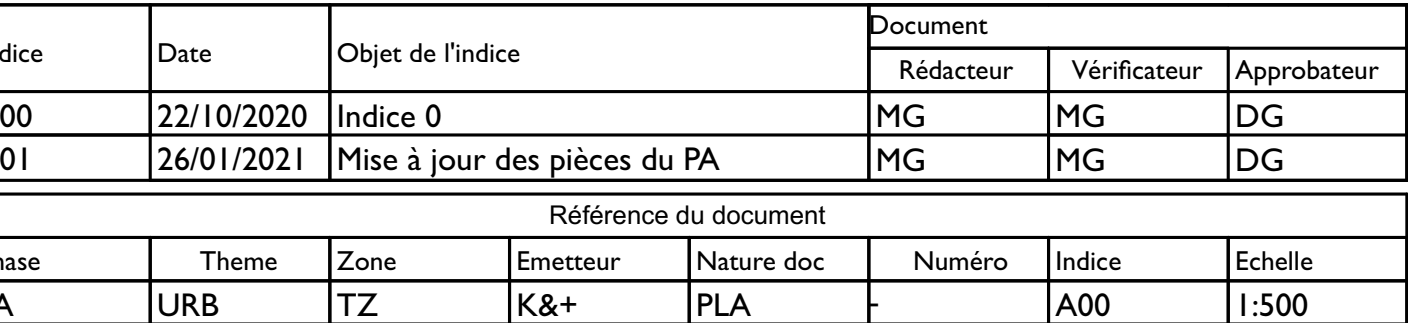 Document
dice Date Objet de l'indice
Rédacteur Vérificateur Approbateur
00 22/10/2020 Indice 0 MG MG DG
01 26/01/2021 Mise à jour des pièces du PA MG MG DG
Référence du document
hase Theme Zone Emetteur Nature doc Numéro Indice Echelle
A URB TZ K&+ PLA - A00 1:500